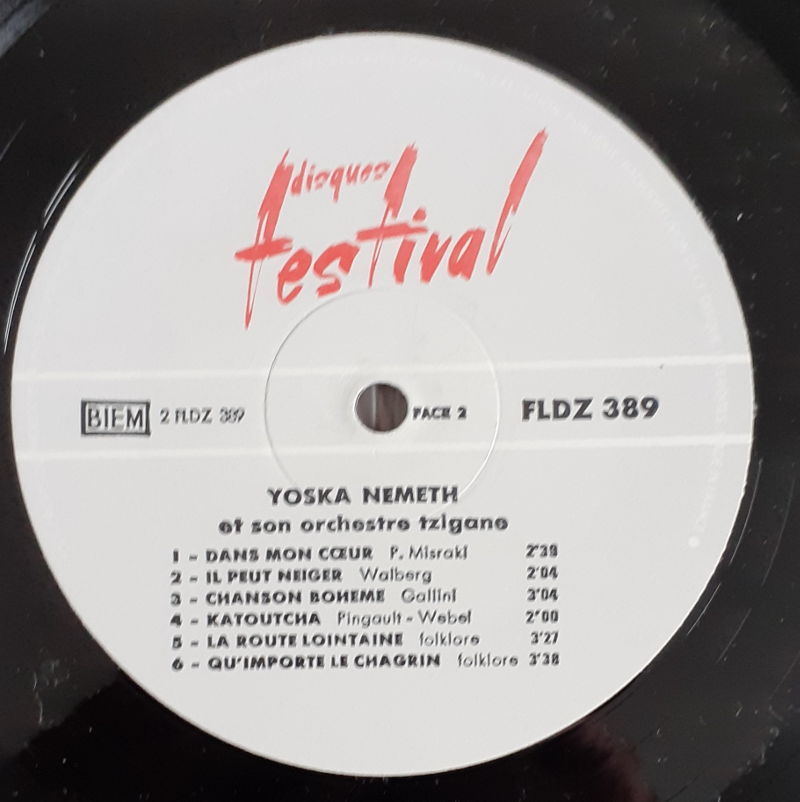 disques
festival
BIEM 2 FLDZ 389 FACE 2 FLDZ 389
YOSKA NEMETH
et son orchestre tzigane
1 - DANS MON CŒUR P. Misraki 2'38
2 - IL PEUT NEIGER Walberg 2'04
3 - CHANSON BOHEME Gallini 3'04
4 - KATOUTCHA Pingault - Webel 2'00
5 - LA ROUTE LOINTAINE folklore 3'27
6 - QU'IMPORTE LE CHAGRIN folklore 3'38